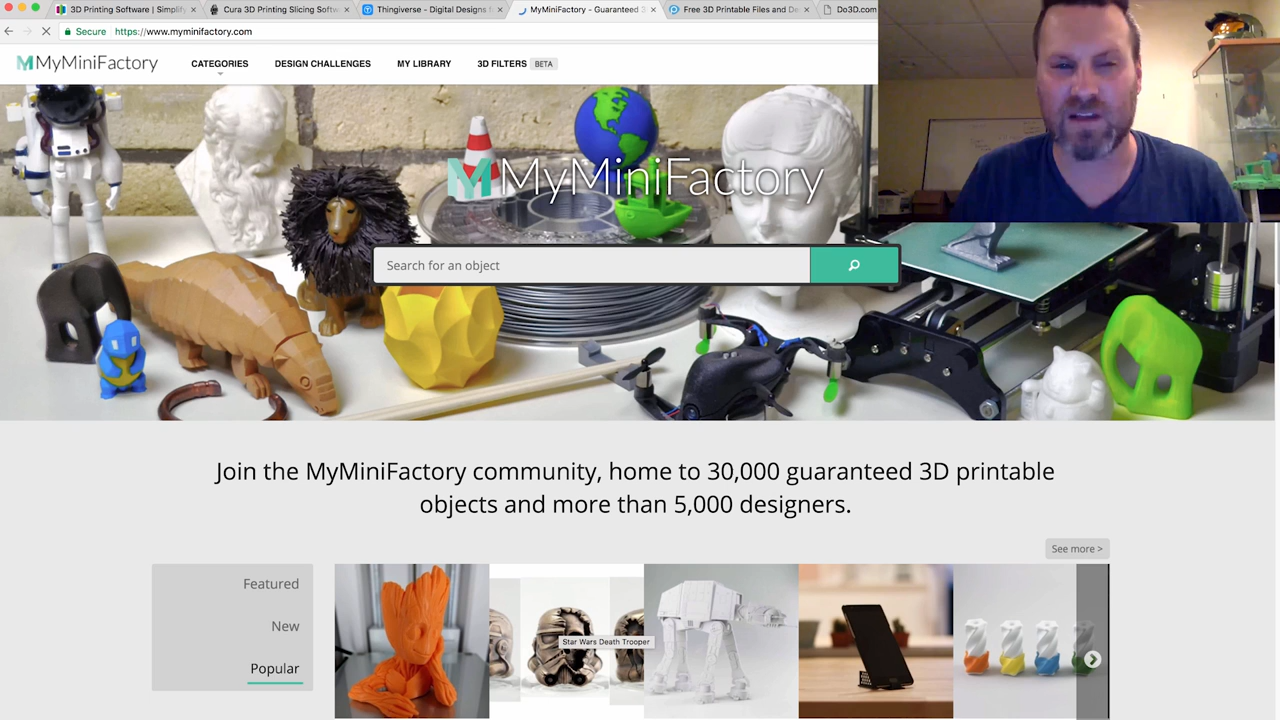 3D Printing Software | Simplify
Cura 3D Printing Slicing Softw
Thingiverse - Digital Designs f
MyMiniFactory - Guaranteed 3
Free 3D Printable Files and De
Do3D.com
Secure https://www.myminifactory.com
MyMiniFactory CATEGORIES DESIGN CHALLENGES MY LIBRARY 3D FILTERS BETA
MyMiniFactory
Search for an object
Join the MyMiniFactory community, home to 30,000 guaranteed 3D printable
objects and more than 5,000 designers.
See more >
Featured
New
Popular
Star Wars Death Trooper